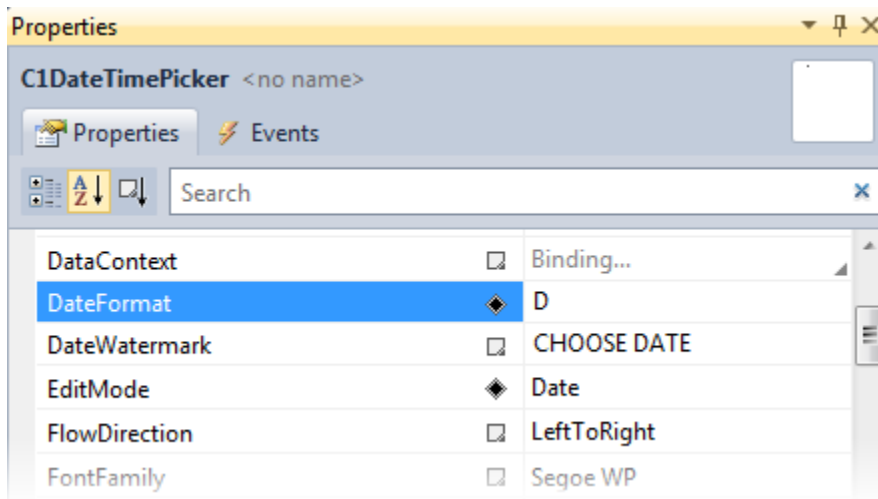 Properties
C1DateTimePicker <no name>
Properties Events
A Z Search
DataContext Binding...
DateFormat D
DateWatermark CHOOSE DATE
EditMode Date
FlowDirection LeftToRight
FontFamily Segoe WP